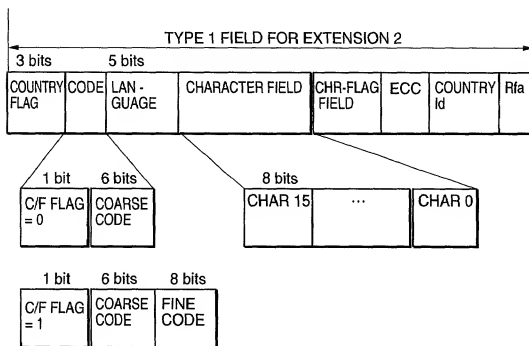 TYPE 1 FIELD FOR EXTENSION 2
3 bits 5 bits
COUNTRY FLAG
CODE
LAN - GUAGE
CHARACTER FIELD
CHR-FLAG FIELD
ECC
COUNTRY Id
Rfa
1 bit 6 bits 8 bits
C/F FLAG = 0
COARSE CODE
CHAR 15
...
CHAR 0
1 bit 6 bits 8 bits
C/F FLAG = 1
COARSE CODE
FINE CODE